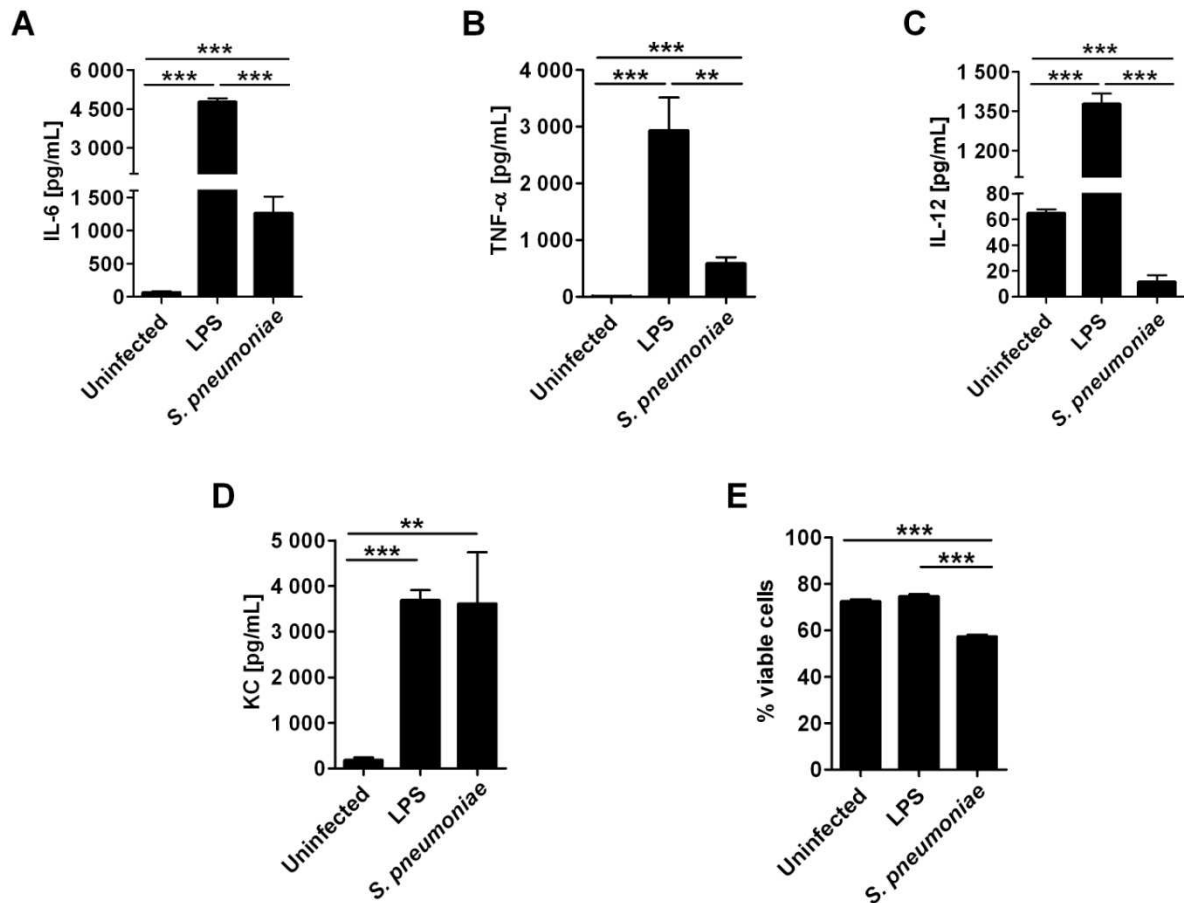 A
***
*** ***
6 000
4 500
3 000
1 500
1 000
500
0
IL-6 [pg/mL]
Uninfected
LPS
S. pneumoniae
B
***
*** **
4 000
3 000
2 000
1 000
0
TNF-α [pg/mL]
Uninfected
LPS
S. pneumoniae
C
***
*** ***
1 500
1 350
1 200
80
60
40
20
0
IL-12 [pg/mL]
Uninfected
LPS
S. pneumoniae
D
**
***
5 000
4 000
3 000
2 000
1 000
0
KC [pg/mL]
Uninfected
LPS
S. pneumoniae
E
***
***
100
80
60
40
20
0
% viable cells
Uninfected
LPS
S. pneumoniae